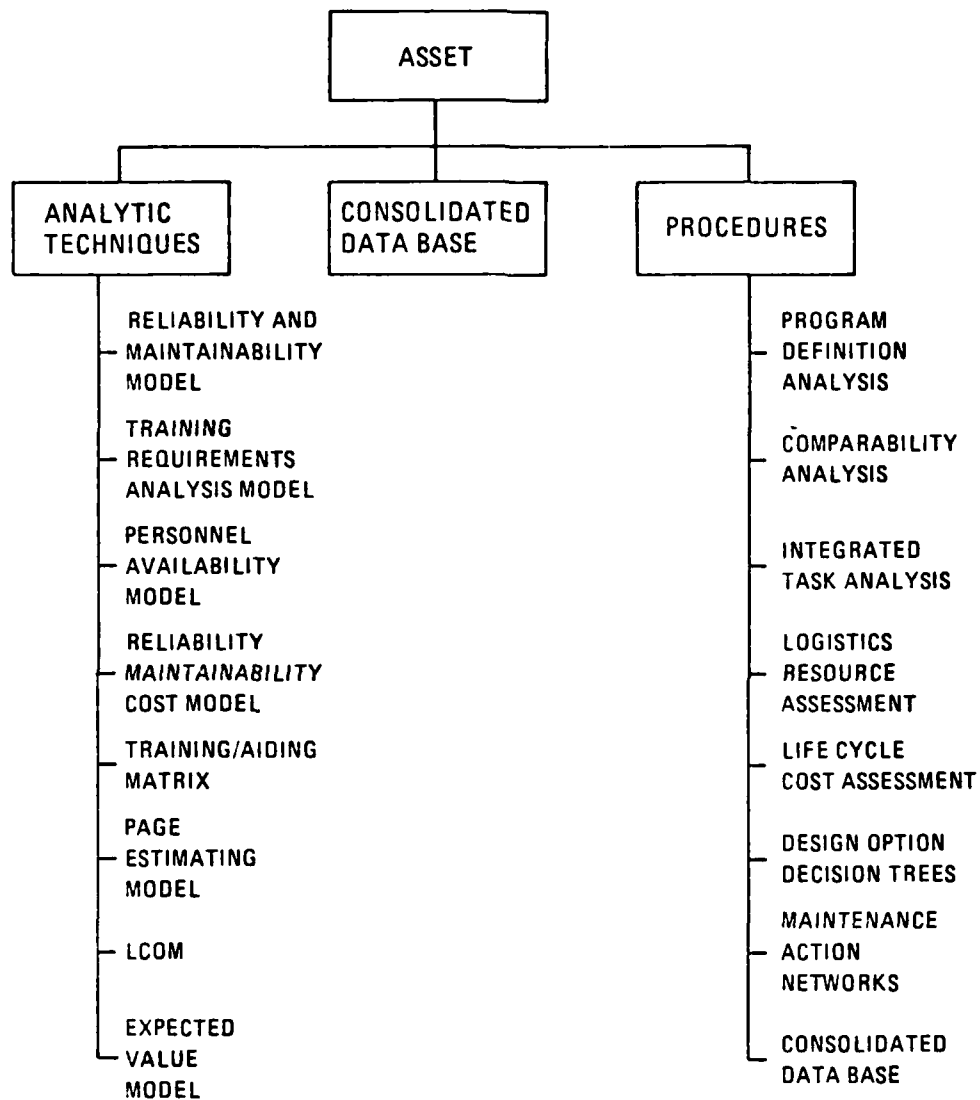 ASSET
ANALYTIC
TECHNIQUES
CONSOLIDATED
DATA BASE
PROCEDURES
RELIABILITY AND
MAINTAINABILITY
MODEL
TRAINING
REQUIREMENTS
ANALYSIS MODEL
PERSONNEL
AVAILABILITY
MODEL
RELIABILITY
MAINTAINABILITY
COST MODEL
TRAINING/AIDING
MATRIX
PAGE
ESTIMATING
MODEL
LCOM
EXPECTED
VALUE
MODEL
PROGRAM
DEFINITION
ANALYSIS
COMPARABILITY
ANALYSIS
INTEGRATED
TASK ANALYSIS
LOGISTICS
RESOURCE
ASSESSMENT
LIFE CYCLE
COST ASSESSMENT
DESIGN OPTION
DECISION TREES
MAINTENANCE
ACTION
NETWORKS
CONSOLIDATED
DATA BASE